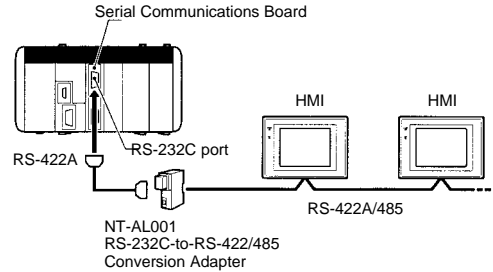 Serial Communications Board
HMI
HMI
RS-232C port
RS-422A
RS-422A/485
NT-AL001
RS-232C-to-RS-422/485
Conversion Adapter